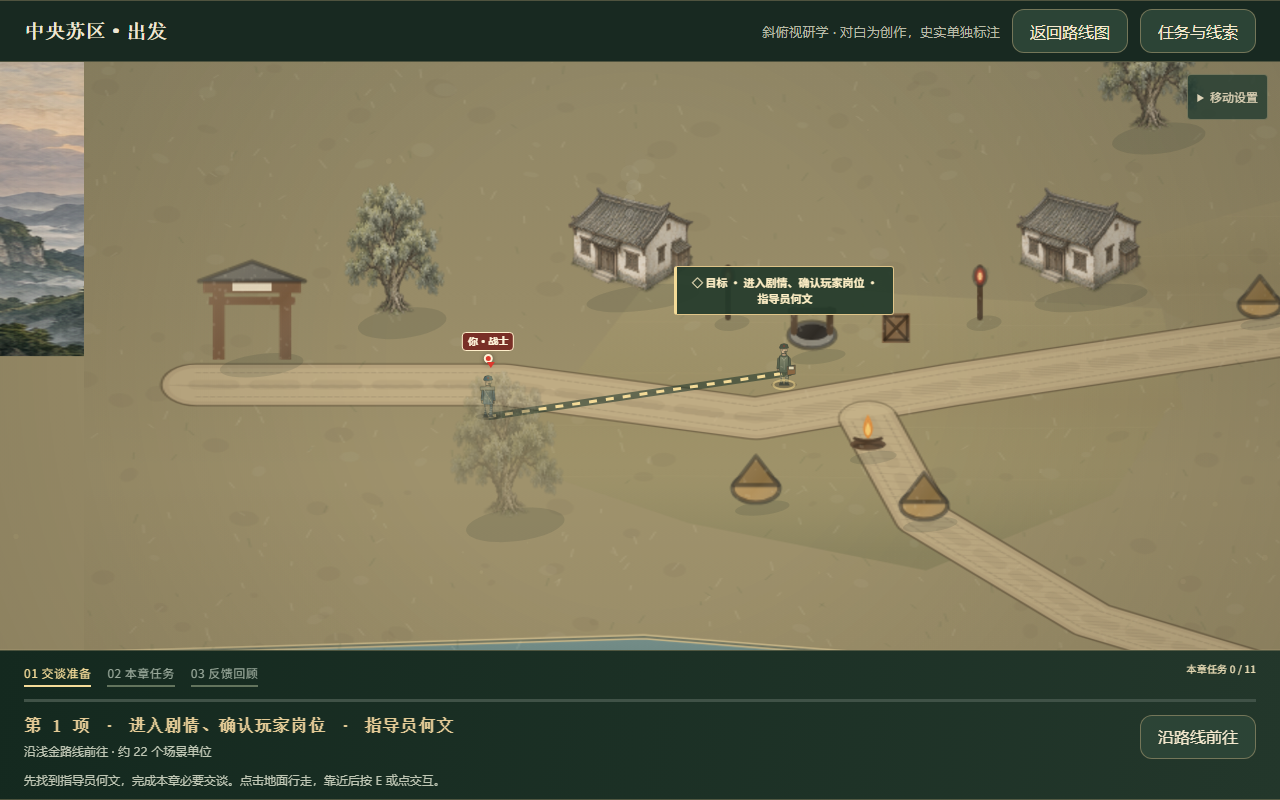 中央苏区·出发
斜俯视研学 · 对白为创作，史实单独标注
返回路线图
任务与线索
▶ 移动设置
◇ 目标 · 进入剧情、确认玩家岗位 ·
指导员何文
你·战士
01 交谈准备
02 本章任务
03 反馈回顾
本章任务 0 / 11
第 1 项 · 进入剧情、确认玩家岗位 · 指导员何文
沿浅金路线前往 · 约 22 个场景单位
沿路线前往
先找到指导员何文，完成本章必要交谈。点击地面行走，靠近后按 E 或点交互。